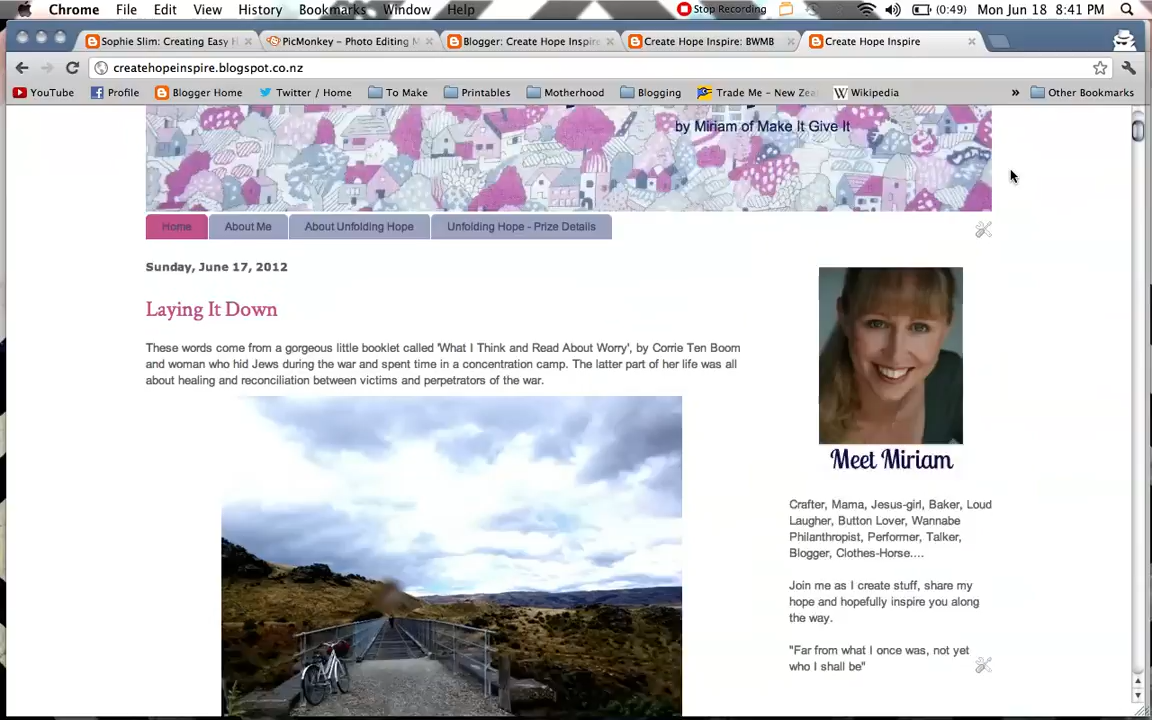 Chrome File Edit View History Bookmarks Window Help Stop Recording (0:49) Mon Jun 18 8:41 PM
Sophie Slim: Creating Easy H PicMonkey – Photo Editing M Blogger: Create Hope Inspire Create Hope Inspire: BWMB Create Hope Inspire
createhopeinspire.blogspot.co.nz
YouTube Profile Blogger Home Twitter / Home To Make Printables Motherhood Blogging Trade Me – New Zea W Wikipedia » Other Bookmarks
by Miriam of Make It Give It
Home About Me About Unfolding Hope Unfolding Hope - Prize Details
Sunday, June 17, 2012
Laying It Down
These words come from a gorgeous little booklet called 'What I Think and Read About Worry', by Corrie Ten Boom
and woman who hid Jews during the war and spent time in a concentration camp. The latter part of her life was all
about healing and reconciliation between victims and perpetrators of the war.
Meet Miriam
Crafter, Mama, Jesus-girl, Baker, Loud
Laugher, Button Lover, Wannabe
Philanthropist, Performer, Talker,
Blogger, Clothes-Horse....
Join me as I create stuff, share my
hope and hopefully inspire you along
the way.
"Far from what I once was, not yet
who I shall be"